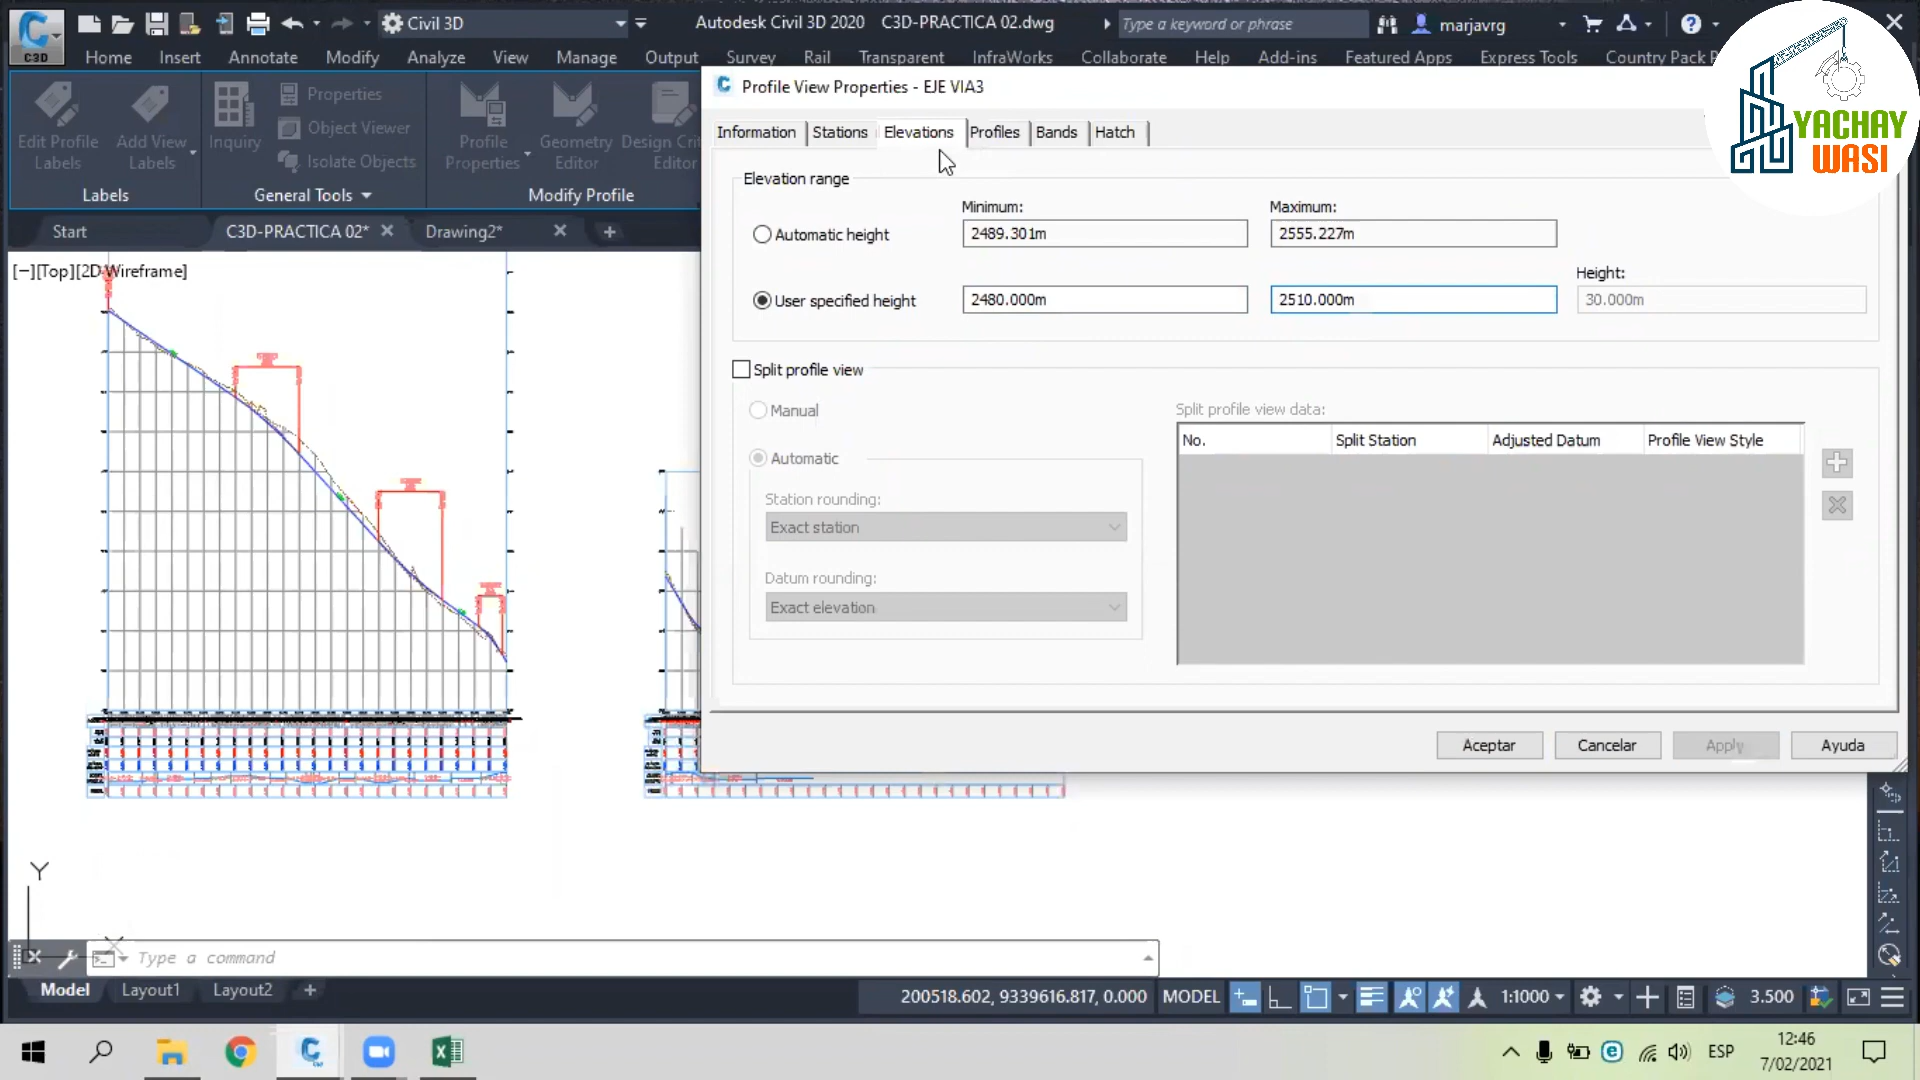 Civil 3D
Autodesk Civil 3D 2020 C3D-PRACTICA 02.dwg
Type a keyword or phrase
marjavrg
C3D
Home Insert Annotate Modify Analyze View Manage Output Survey Rail Transparent InfraWorks Collaborate Help Add-ins Featured Apps Express Tools Country Pack
YACHAY
WASI
Edit Profile
Labels
Add View
Labels
Labels
Inquiry
Properties
Object Viewer
Isolate Objects
General Tools
Profile
Properties
Geometry
Editor
Design Crit
Editor
Modify Profile
Start
C3D-PRACTICA 02*
Drawing2*
[−][Top][2D Wireframe]
Profile View Properties - EJE VIA3
Information Stations Elevations Profiles Bands Hatch
Elevation range
Minimum: Maximum:
Automatic height 2489.301m 2555.227m
Height:
User specified height 2480.000m 2510.000m 30.000m
Split profile view
Manual
Automatic
Station rounding:
Exact station
Datum rounding:
Exact elevation
Split profile view data:
No. Split Station Adjusted Datum Profile View Style
Aceptar Cancelar Apply Ayuda
Y
X
Type a command
Model Layout1 Layout2
200518.602, 9339616.817, 0.000 MODEL 1:1000 3.500
ESP
12:46
7/02/2021